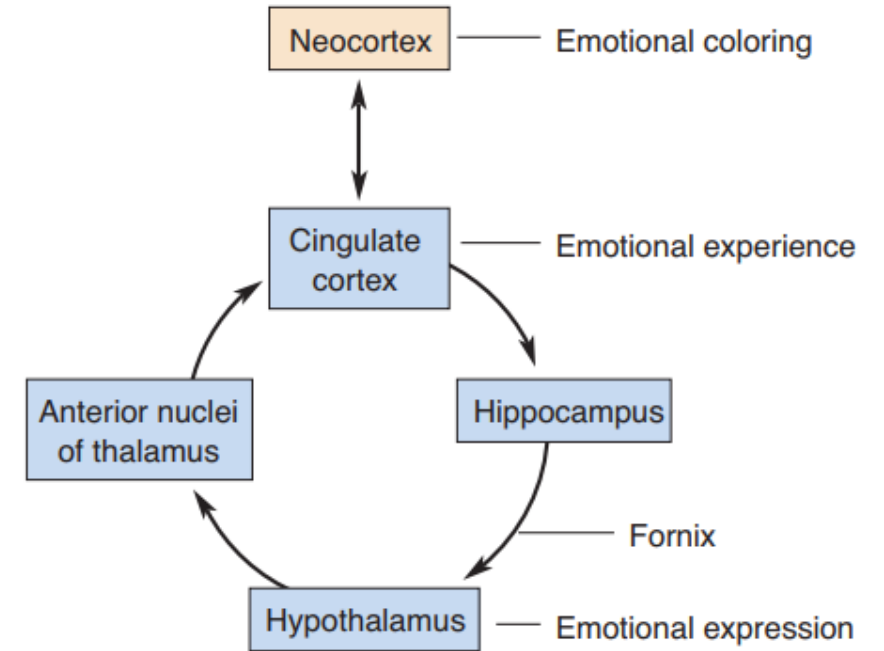 Neocortex
Emotional coloring
Cingulate
cortex
Emotional experience
Anterior nuclei
of thalamus
Hippocampus
Fornix
Hypothalamus
Emotional expression